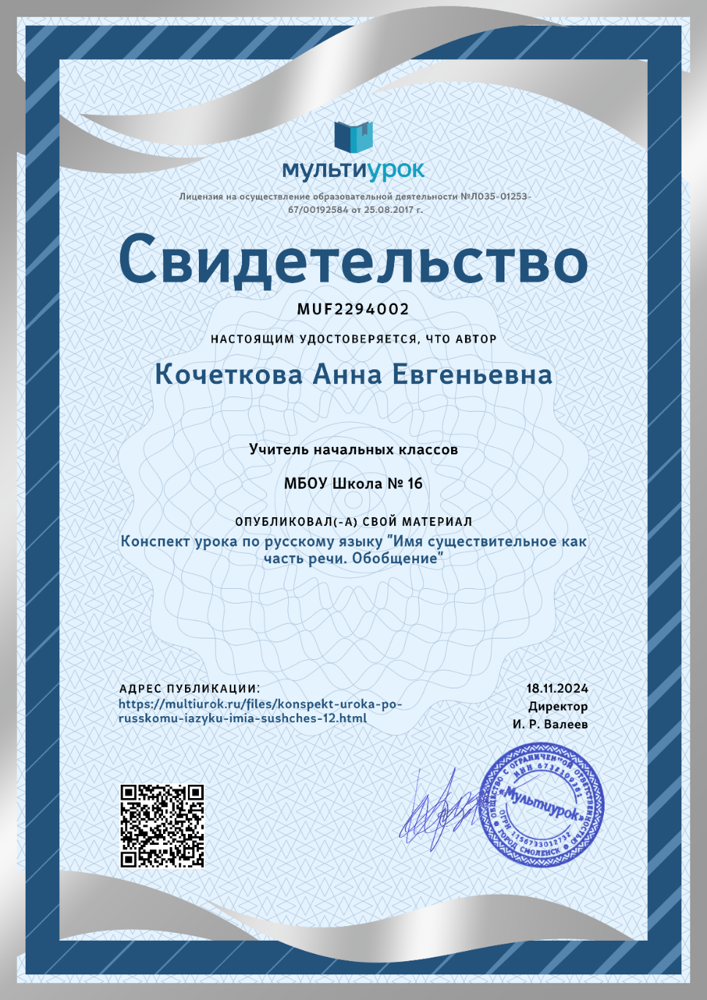 мультиурок
Лицензия на осуществление образовательной деятельности №Л035-01253-
67/00192584 от 25.08.2017 г.
Свидетельство
MUF2294002
НАСТОЯЩИМ УДОСТОВЕРЯЕТСЯ, ЧТО АВТОР
Кочеткова Анна Евгеньевна
Учитель начальных классов
МБОУ Школа № 16
ОПУБЛИКОВАЛ(-А) СВОЙ МАТЕРИАЛ
Конспект урока по русскому языку "Имя существительное как
часть речи. Обобщение"
АДРЕС ПУБЛИКАЦИИ:
https://multiurok.ru/files/konspekt-uroka-po-
russkomu-iazyku-imia-sushches-12.html
18.11.2024
Директор
И. Р. Валеев
ОБЩЕСТВО С ОГРАНИЧЕННОЙ ОТВЕТСТВЕННОСТЬЮ
ИНН 6732109381
«Мультиурок»
ОГРН 1156733012732
ГОРОД СМОЛЕНСК